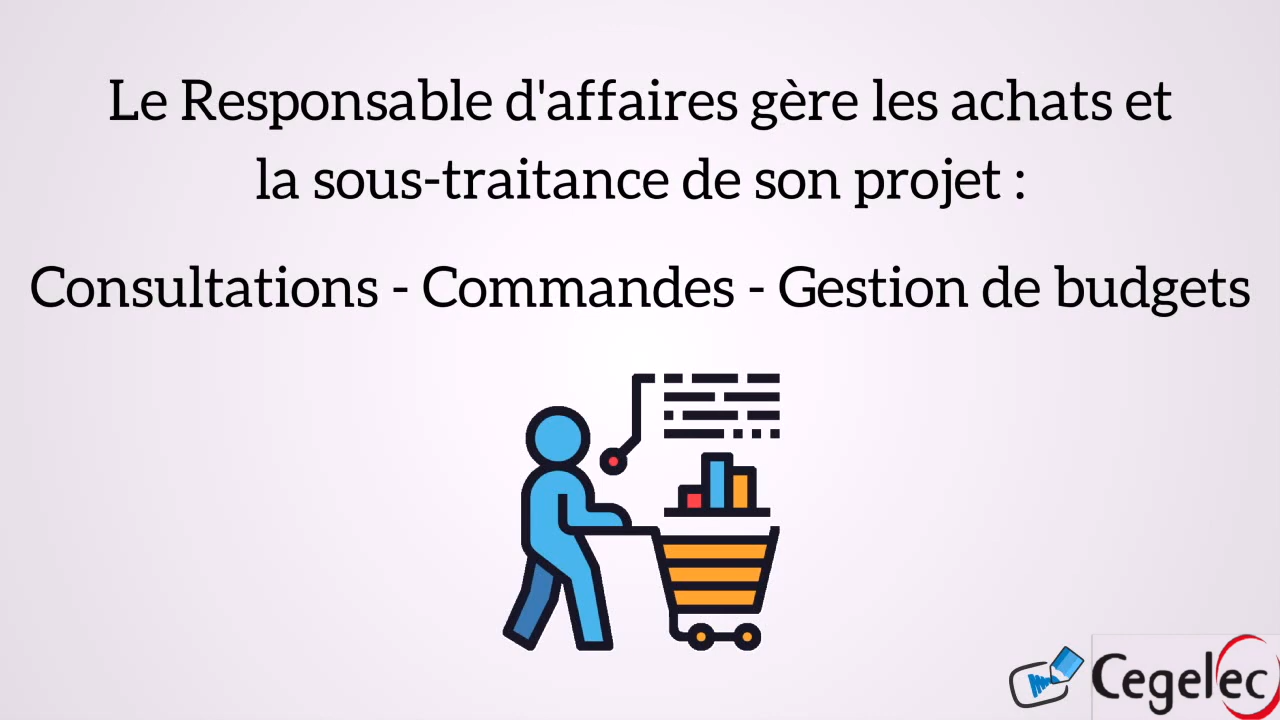 Le Responsable d'affaires gère les achats et
la sous-traitance de son projet :
Consultations - Commandes - Gestion de budgets
Cegelec